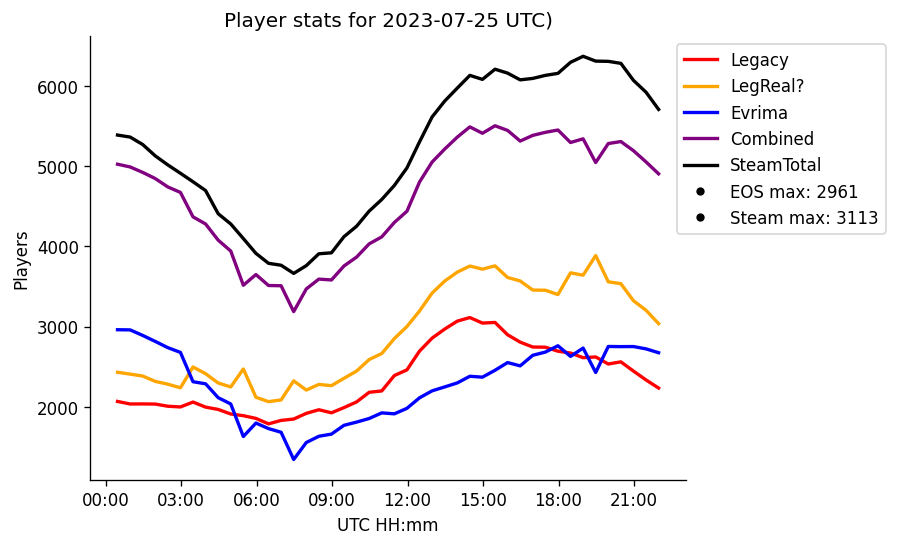 Player stats for 2023-07-25 UTC)
Legacy
LegReal?
Evrima
Combined
SteamTotal
EOS max: 2961
Steam max: 3113
Players
6000
5000
4000
3000
2000
00:00 03:00 06:00 09:00 12:00 15:00 18:00 21:00
UTC HH:mm